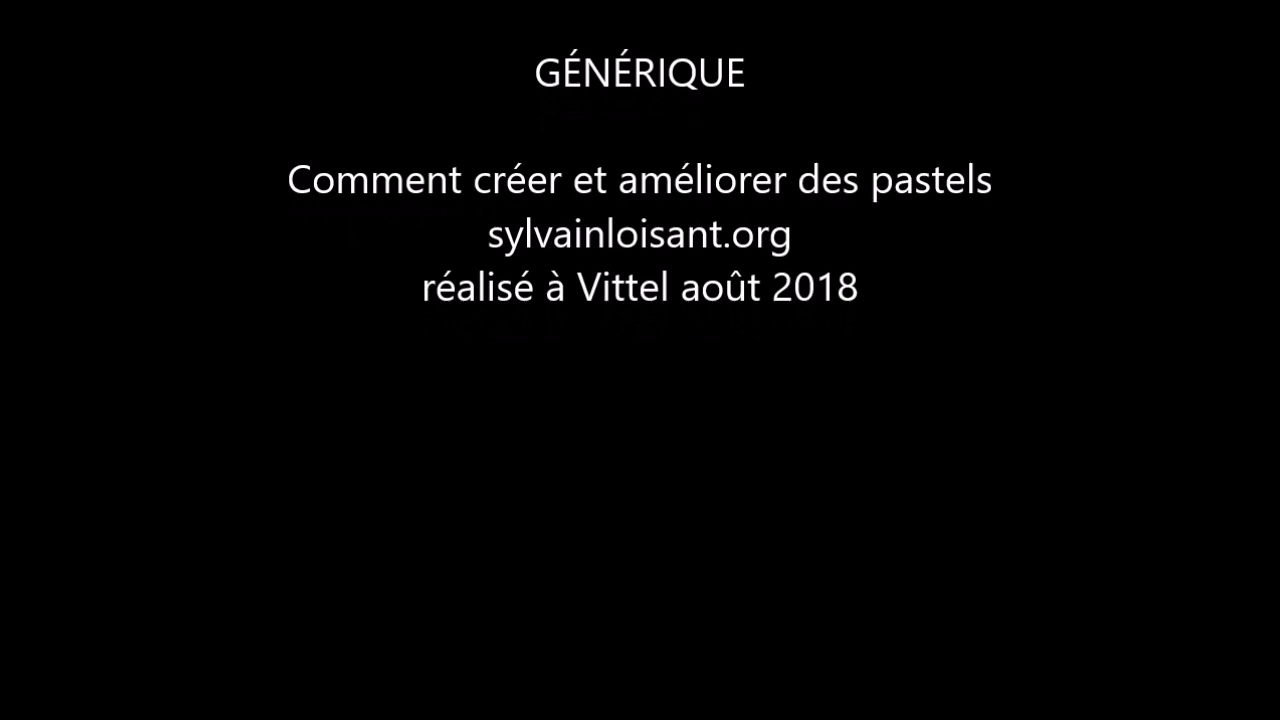 GÉNÉRIQUE
Comment créer et améliorer des pastels
sylvainloisant.org
réalisé à Vittel août 2018